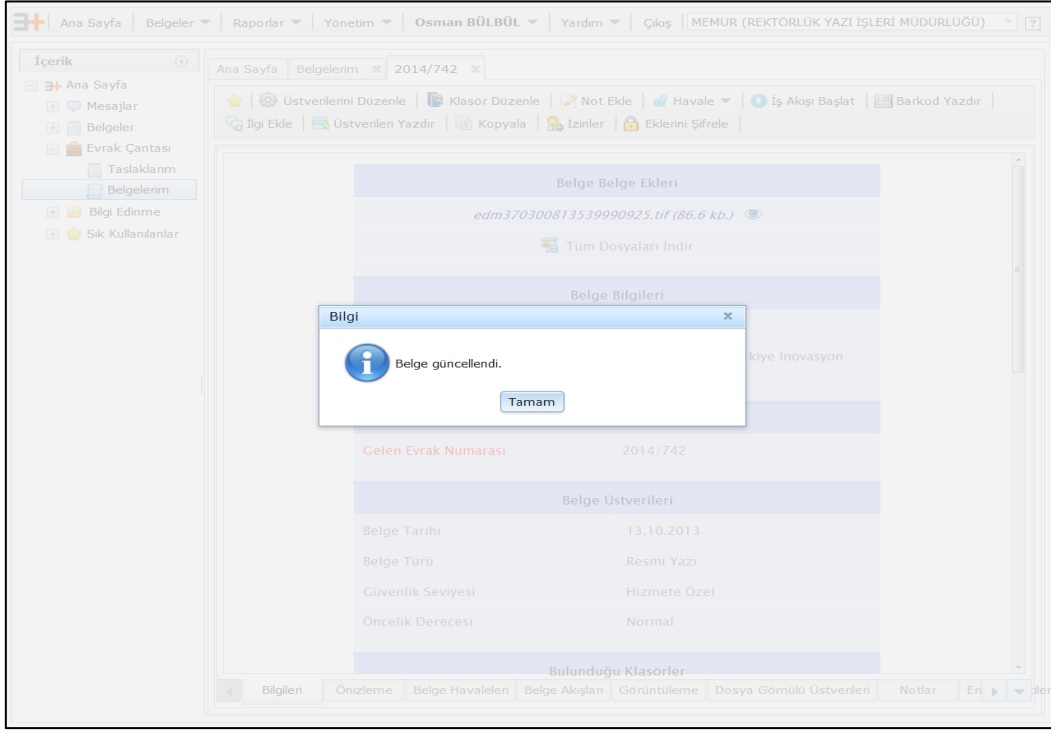 Ana Sayfa Belgeler Raporlar Yönetim Osman BÜLBÜL Yardım Çıkış MEMUR (REKTÖRLÜK YAZI İŞLERİ MÜDÜRLÜĞÜ) ?
İçerik
Ana Sayfa
Mesajlar
Belgeler
Evrak Çantası
Taslaklarım
Belgelerim
Bilgi Edinme
Sık Kullanılanlar
Ana Sayfa Belgelerim x 2014/742 x
Üstverilerini Düzenle Klasör Düzenle Not Ekle Havale İş Akışı Başlat Barkod Yazdır
İlgi Ekle Üstverileri Yazdır Kopyala İzinler Eklerini Şifrele
Belge Belge Ekleri
edm370300813539990925.tif (86.6 kb.)
Tüm Dosyaları İndir
Belge Bilgileri
Bilgi x
Belge güncellendi.
Tamam
İnovasyon
Gelen Evrak Numarası 2014/742
Belge Üstverileri
Belge Tarihi 13.10.2013
Belge Türü Resmi Yazı
Güvenlik Seviyesi Hizmete Özel
Öncelik Derecesi Normal
Bulunduğu Klasörler
Bilgileri Önizleme Belge Havaleleri Belge Akışları Görüntüleme Dosya Gömülü Üstverileri Notlar